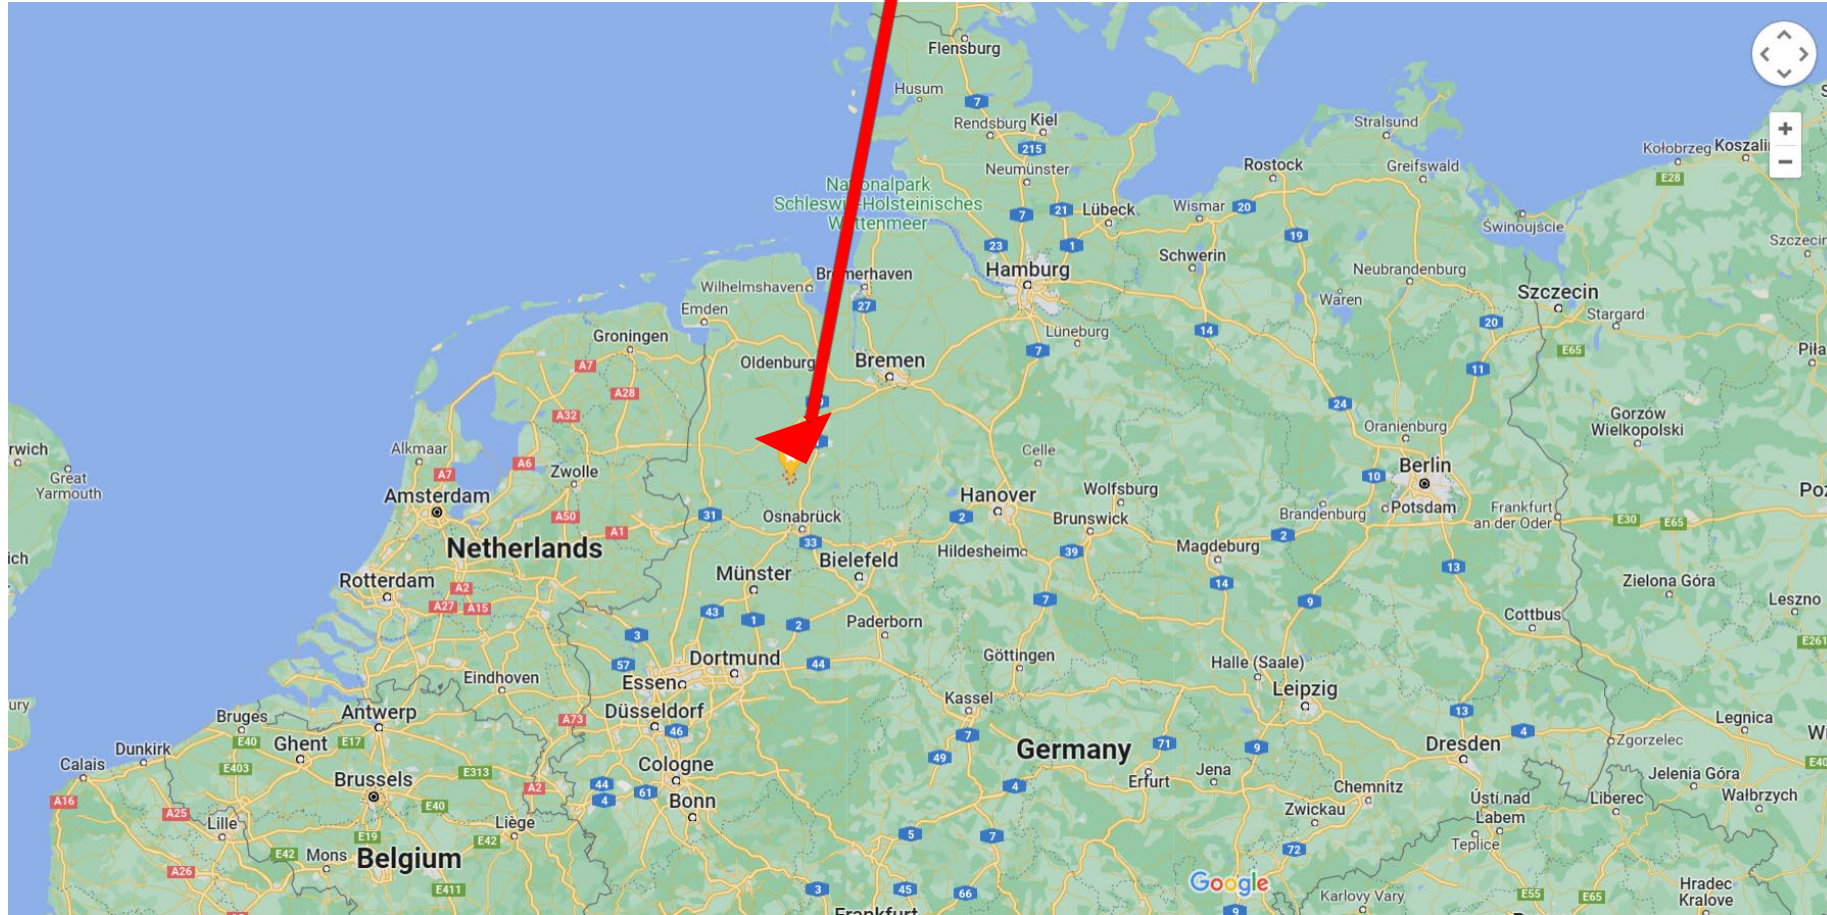 Flensburg
Husum
7
Rendsburg
Kiel
215
Neumünster
Stralsund
Kołobrzeg
E28
Rostock
Greifswald
Schleswig-Holsteinisches
7
21
Lübeck
Wismar
20
23
1
19
Świnoujście
Schwerin
Hamburg
Neubrandenburg
Wilhelmshaven
27
Waren
Szczecin
Emden
Stargard
Lüneburg
14
20
Groningen
7
E65
Oldenburg
Bremen
A7
11
A28
24
A32
Gorzów
Wielkopolski
Oranienburg
Alkmaar
Celle
Great
Yarmouth
A7
A6
Zwolle
Berlin
10
Amsterdam
Hanover
Wolfsburg
31
Osnabrück
2
Brunswick
Brandenburg
Potsdam
Frankfurt
an der Oder
E30
E65
A50
A1
Netherlands
33
Bielefeld
Hildesheim
39
Magdeburg
2
13
Rotterdam
Münster
14
Zielona Góra
A2
A27
A15
43
1
2
7
9
Leszno
Cottbus
3
Paderborn
E261
57
Dortmund
44
Göttingen
Halle (Saale)
Eindhoven
Essen
Leipzig
Kassel
Bruges
Antwerp
A73
Düsseldorf
46
13
Legnica
Dunkirk
E40
Ghent
E17
7
Germany
71
9
Dresden
4
Zgorzelec
Calais
E403
Brussels
E313
Cologne
49
Erfurt
Jena
Jelenia Góra
A2
44
4
61
Bonn
4
Chemnitz
Ústí nad
Labem
Liberec
Wałbrzych
A16
A25
Lille
E40
Liège
Zwickau
E19
E42
5
7
Teplice
E42
Mons
Belgium
72
A26
E411
3
45
66
Google
Karlovy Vary
E55
E65
Hradec
Kralove
9